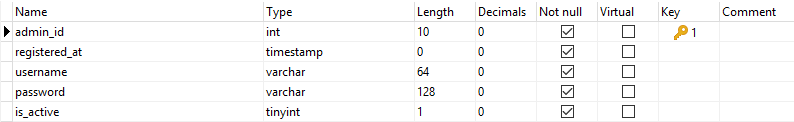 Name Type Length Decimals Not null Virtual Key Comment
admin_id int 10 0 1
registered_at timestamp 0 0
username varchar 64 0
password varchar 128 0
is_active tinyint 1 0